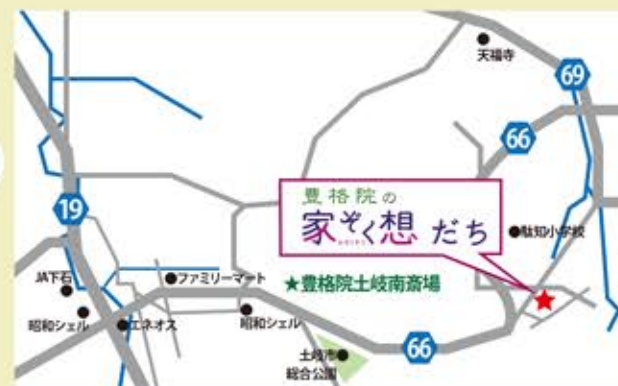 天福寺
69
66
豊格院の
家ぞく想 だち
駄知小学校
19
JA下石
ファミリーマート
★豊格院土岐南斎場
昭和シェル
エネオス
昭和シェル
土岐市
総合公園
66